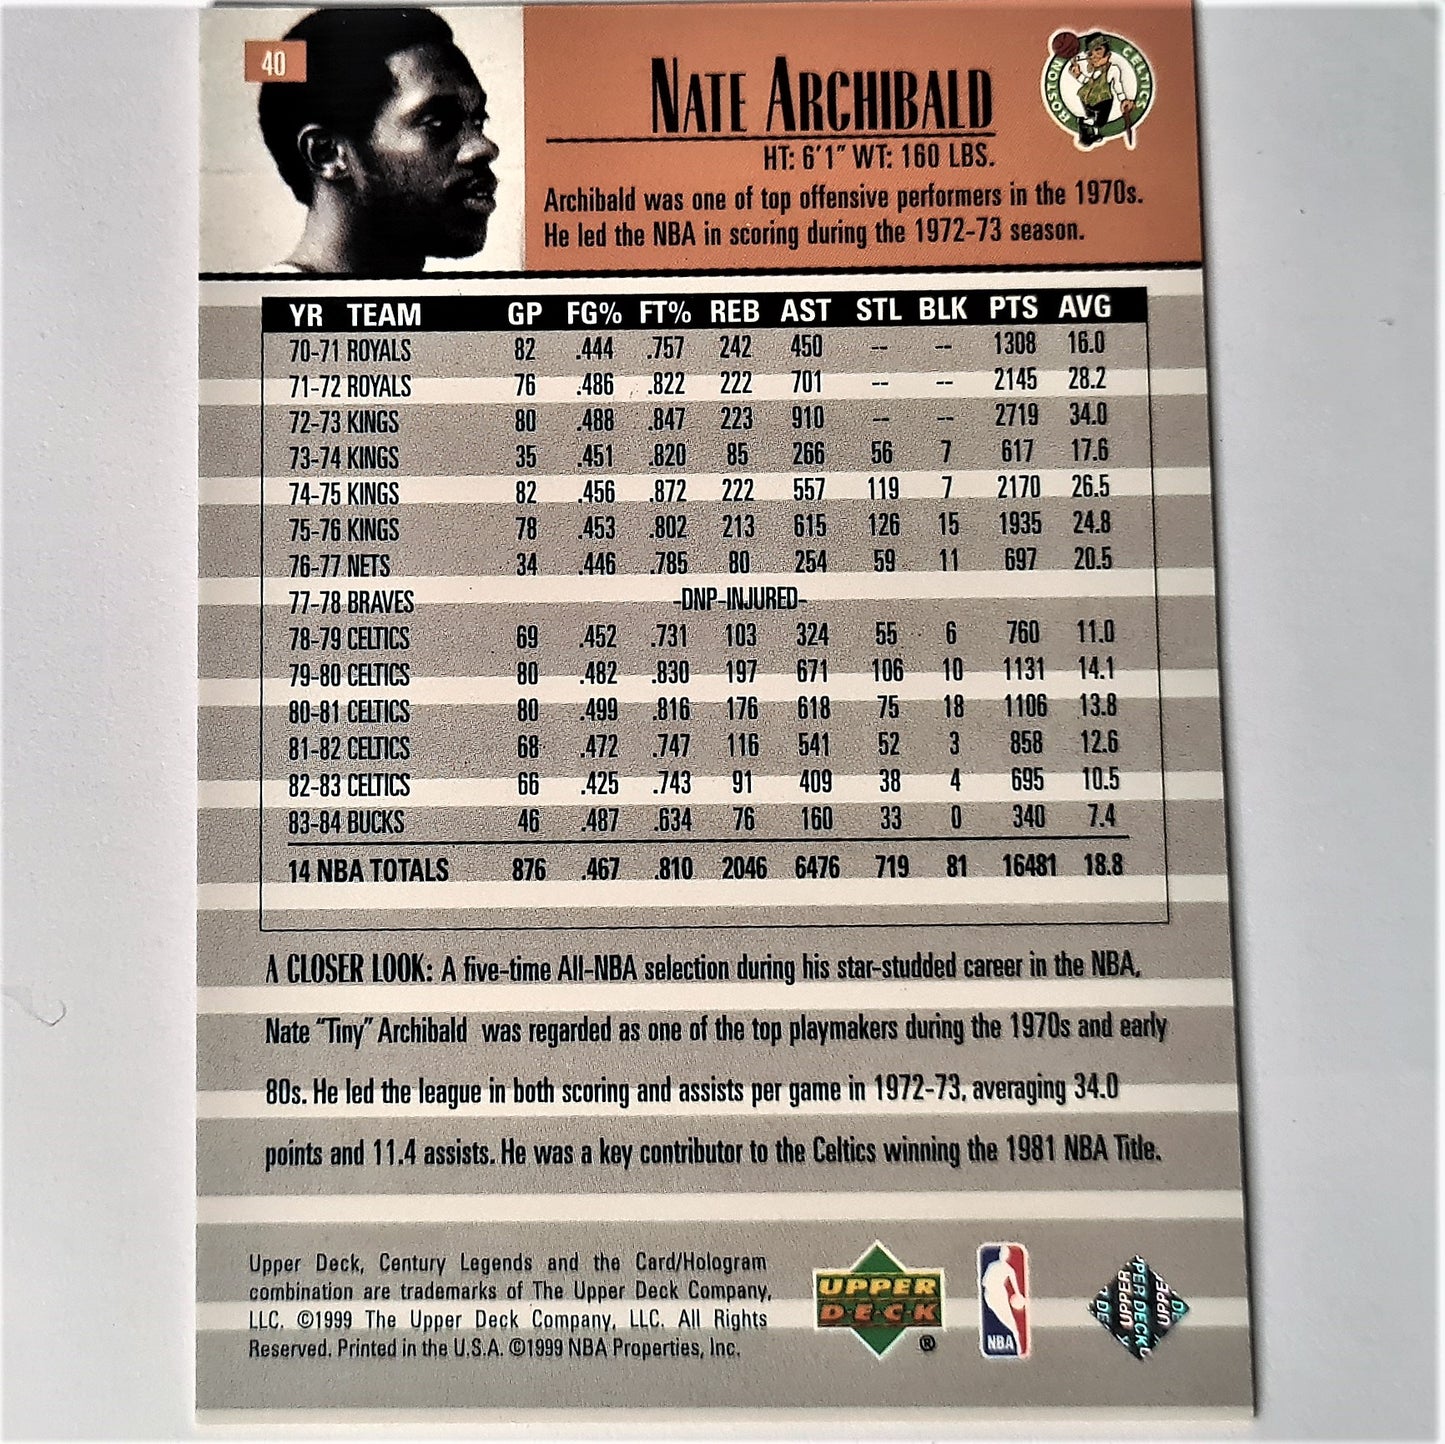 40
NATE ARCHIBALD
HT: 6'1" WT: 160 LBS.
Archibald was one of top offensive performers in the 1970s.
He led the NBA in scoring during the 1972-73 season.
BOSTON CELTICS
YR TEAM GP FG% FT% REB AST STL BLK PTS AVG
70-71 ROYALS 82 .444 .757 242 450 -- -- 1308 16.0
71-72 ROYALS 76 .486 .822 222 701 -- -- 2145 28.2
72-73 KINGS 80 .488 .847 223 910 -- -- 2719 34.0
73-74 KINGS 35 .451 .820 85 266 56 7 617 17.6
74-75 KINGS 82 .456 .872 222 557 119 7 2170 26.5
75-76 KINGS 78 .453 .802 213 615 126 15 1935 24.8
76-77 NETS 34 .446 .785 80 254 59 11 697 20.5
77-78 BRAVES -DNP-INJURED-
78-79 CELTICS 69 .452 .731 103 324 55 6 760 11.0
79-80 CELTICS 80 .482 .830 197 671 106 10 1131 14.1
80-81 CELTICS 80 .499 .816 176 618 75 18 1106 13.8
81-82 CELTICS 68 .472 .747 116 541 52 3 858 12.6
82-83 CELTICS 66 .425 .743 91 409 38 4 695 10.5
83-84 BUCKS 46 .487 .634 76 160 33 0 340 7.4
14 NBA TOTALS 876 .467 .810 2046 6476 719 81 16481 18.8
A CLOSER LOOK: A five-time All-NBA selection during his star-studded career in the NBA,
Nate "Tiny" Archibald was regarded as one of the top playmakers during the 1970s and early
80s. He led the league in both scoring and assists per game in 1972-73, averaging 34.0
points and 11.4 assists. He was a key contributor to the Celtics winning the 1981 NBA Title.
Upper Deck, Century Legends and the Card/Hologram
combination are trademarks of The Upper Deck Company,
LLC. ©1999 The Upper Deck Company, LLC. All Rights
Reserved. Printed in the U.S.A. ©1999 NBA Properties, Inc.
UPPER
DECK
®
NBA
UPPER
PER DECK
UPPE